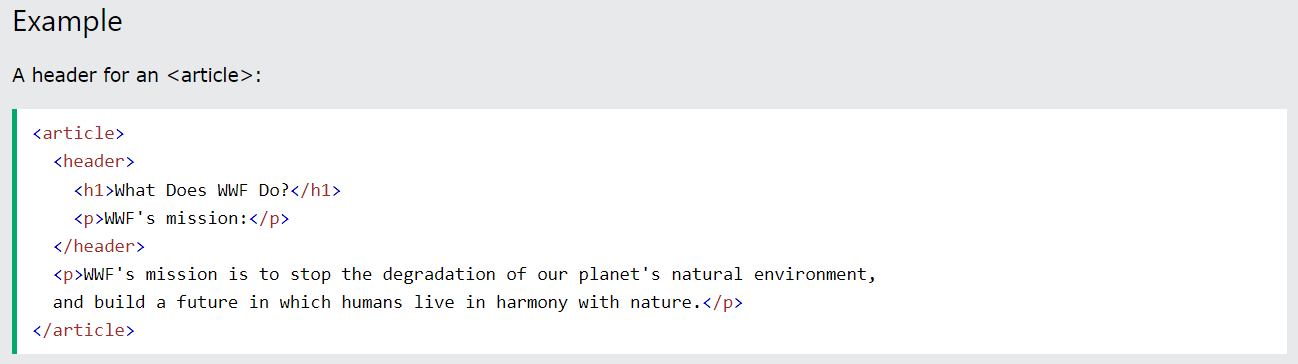 Example
A header for an <article>:
<article>
  <header>
    <h1>What Does WWF Do?</h1>
    <p>WWF's mission:</p>
  </header>
  <p>WWF's mission is to stop the degradation of our planet's natural environment,
  and build a future in which humans live in harmony with nature.</p>
</article>